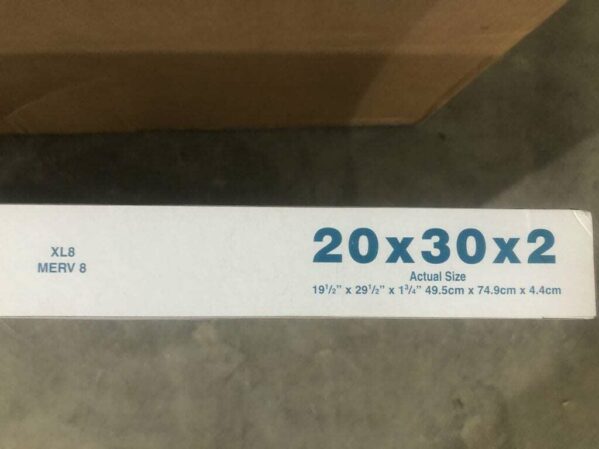 XL8
MERV 8
20x30x2
Actual Size
19¹/₂" x 29¹/₂" x 1³/₄" 49.5cm x 74.9cm x 4.4cm